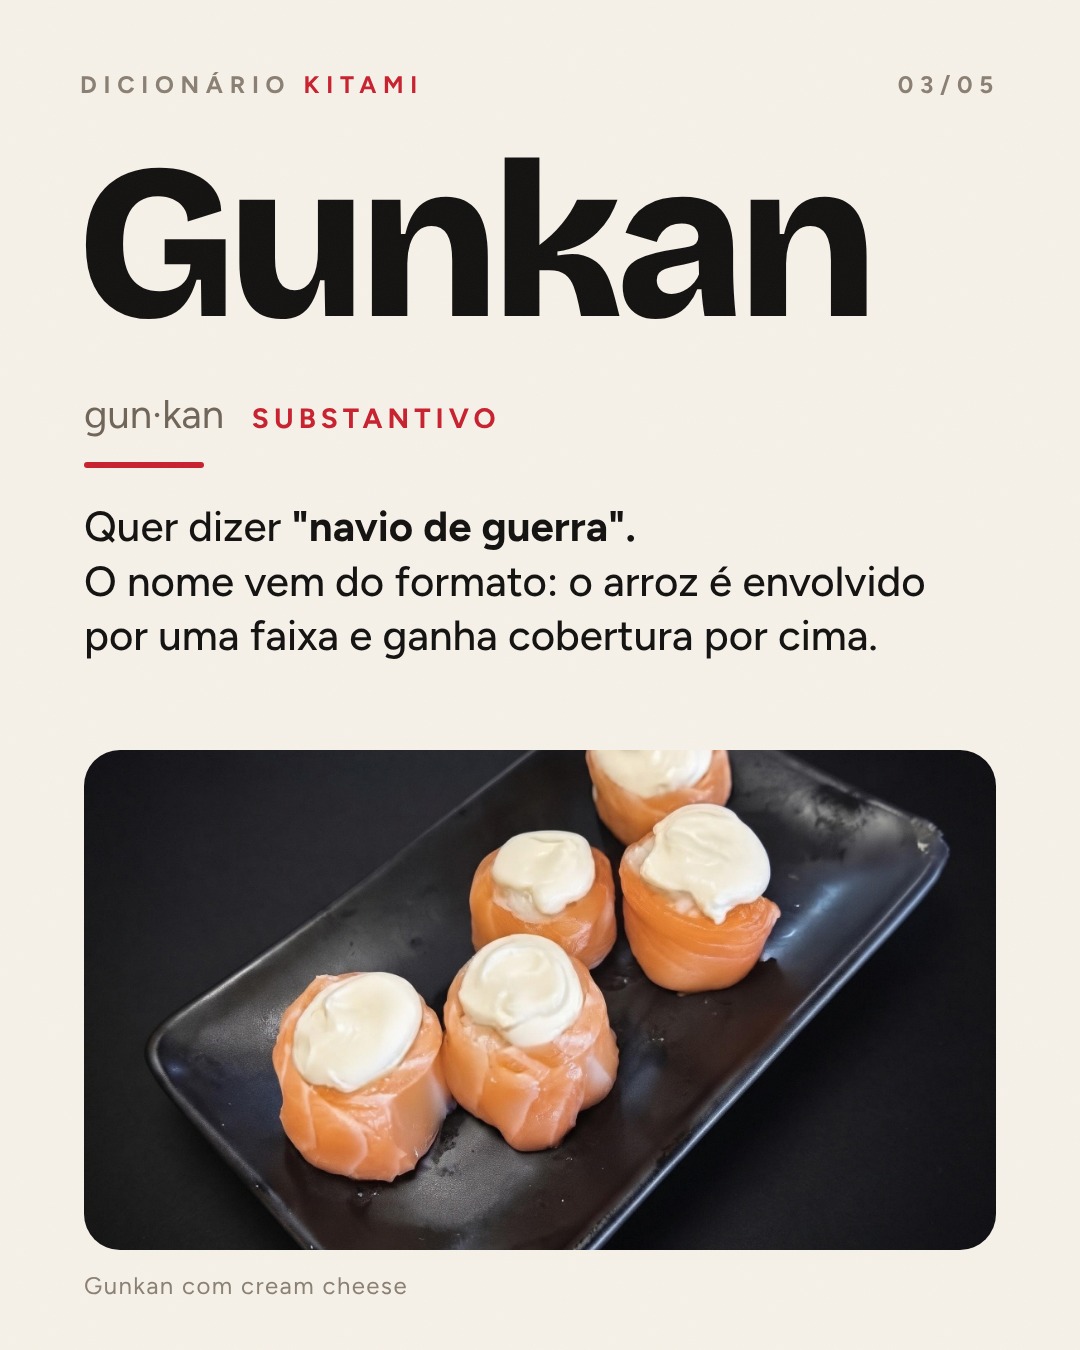 DICIONÁRIO KITAMI
03/05
Gunkan
gun·kan SUBSTANTIVO
Quer dizer "navio de guerra".
O nome vem do formato: o arroz é envolvido
por uma faixa e ganha cobertura por cima.
Gunkan com cream cheese